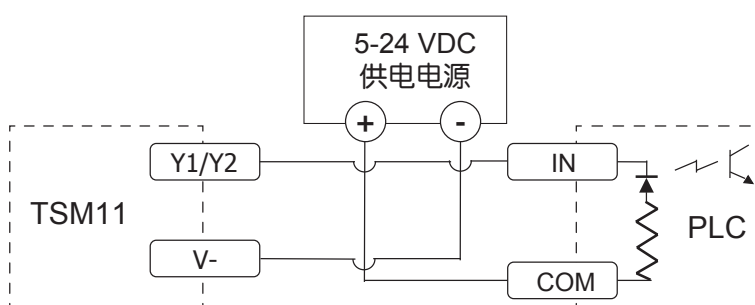 5-24 VDC
供电电源
+ -
Y1/Y2 IN
TSM11 PLC
V- COM